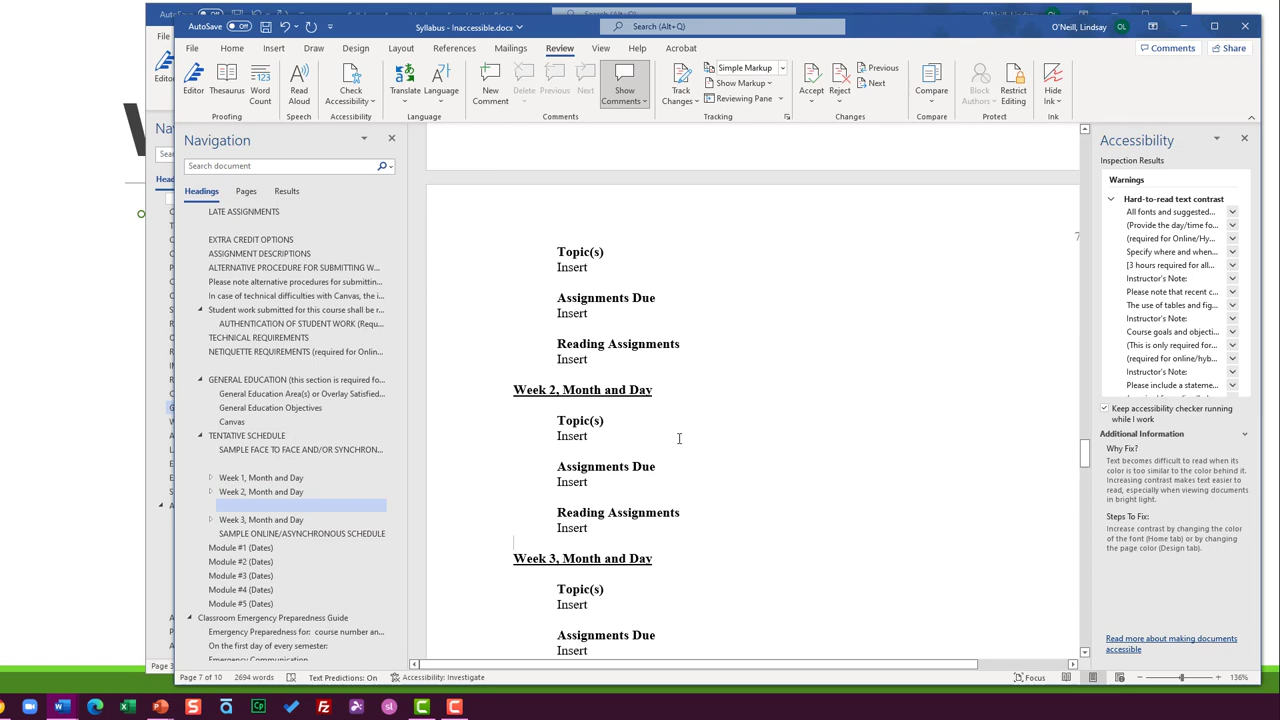 AutoSave Off
Syllabus - Inaccessible.docx
Search (Alt+Q)
O'Neill, Lindsay
OL
File Home Insert Draw Design Layout References Mailings Review View Help Acrobat
Comments
Share
Editor
Thesaurus
Word Count
Proofing
Read Aloud
Speech
Check Accessibility
Accessibility
Translate
Language
Language
New Comment
Delete
Previous
Next
Show Comments
Comments
Track Changes
Simple Markup
Show Markup
Reviewing Pane
Tracking
Accept
Reject
Previous
Next
Changes
Compare
Compare
Block Authors
Restrict Editing
Protect
Hide Ink
Ink
Navigation
Search document
Headings Pages Results
LATE ASSIGNMENTS
EXTRA CREDIT OPTIONS
ASSIGNMENT DESCRIPTIONS
ALTERNATIVE PROCEDURE FOR SUBMITTING W...
Please note alternative procedures for submittin...
In case of technical difficulties with Canvas, the i...
Student work submitted for this course shall be r...
AUTHENTICATION OF STUDENT WORK (Requ...
TECHNICAL REQUIREMENTS
NETIQUETTE REQUIREMENTS (required for Onlin...
GENERAL EDUCATION (this section is required fo...
General Education Area(s) or Overlay Satisfied...
General Education Objectives
Canvas
TENTATIVE SCHEDULE
SAMPLE FACE TO FACE AND/OR SYNCHRON...
Week 1, Month and Day
Week 2, Month and Day
Week 3, Month and Day
SAMPLE ONLINE/ASYNCHRONOUS SCHEDULE
Module #1 (Dates)
Module #2 (Dates)
Module #3 (Dates)
Module #4 (Dates)
Module #5 (Dates)
Classroom Emergency Preparedness Guide
Emergency Preparedness for: course number an...
On the first day of every semester:
Emergency Communication
7
Topic(s)
Insert
Assignments Due
Insert
Reading Assignments
Insert
Week 2, Month and Day
Topic(s)
Insert
Assignments Due
Insert
Reading Assignments
Insert
Week 3, Month and Day
Topic(s)
Insert
Assignments Due
Insert
Accessibility
Inspection Results
Warnings
Hard-to-read text contrast
All fonts and suggested...
(Provide the day/time fo...
(required for Online/Hy...
Specify where and when...
[3 hours required for all...
Instructor's Note:
Please note that recent c...
The use of tables and fig...
Instructor's Note:
Course goals and objecti...
(This is only required for...
(required for online/hyb...
Instructor's Note:
Please include a stateme...
Keep accessibility checker running while I work
Additional Information
Why Fix?
Text becomes difficult to read when its
color is too similar to the color behind it.
Increasing contrast makes text easier to
read, especially when viewing documents
in bright light.
Steps To Fix:
Increase contrast by changing the color
of the font (Home tab) or by changing
the page color (Design tab).
Read more about making documents
accessible
Page 7 of 10
2694 words
Text Predictions: On
Accessibility: Investigate
Focus
136%